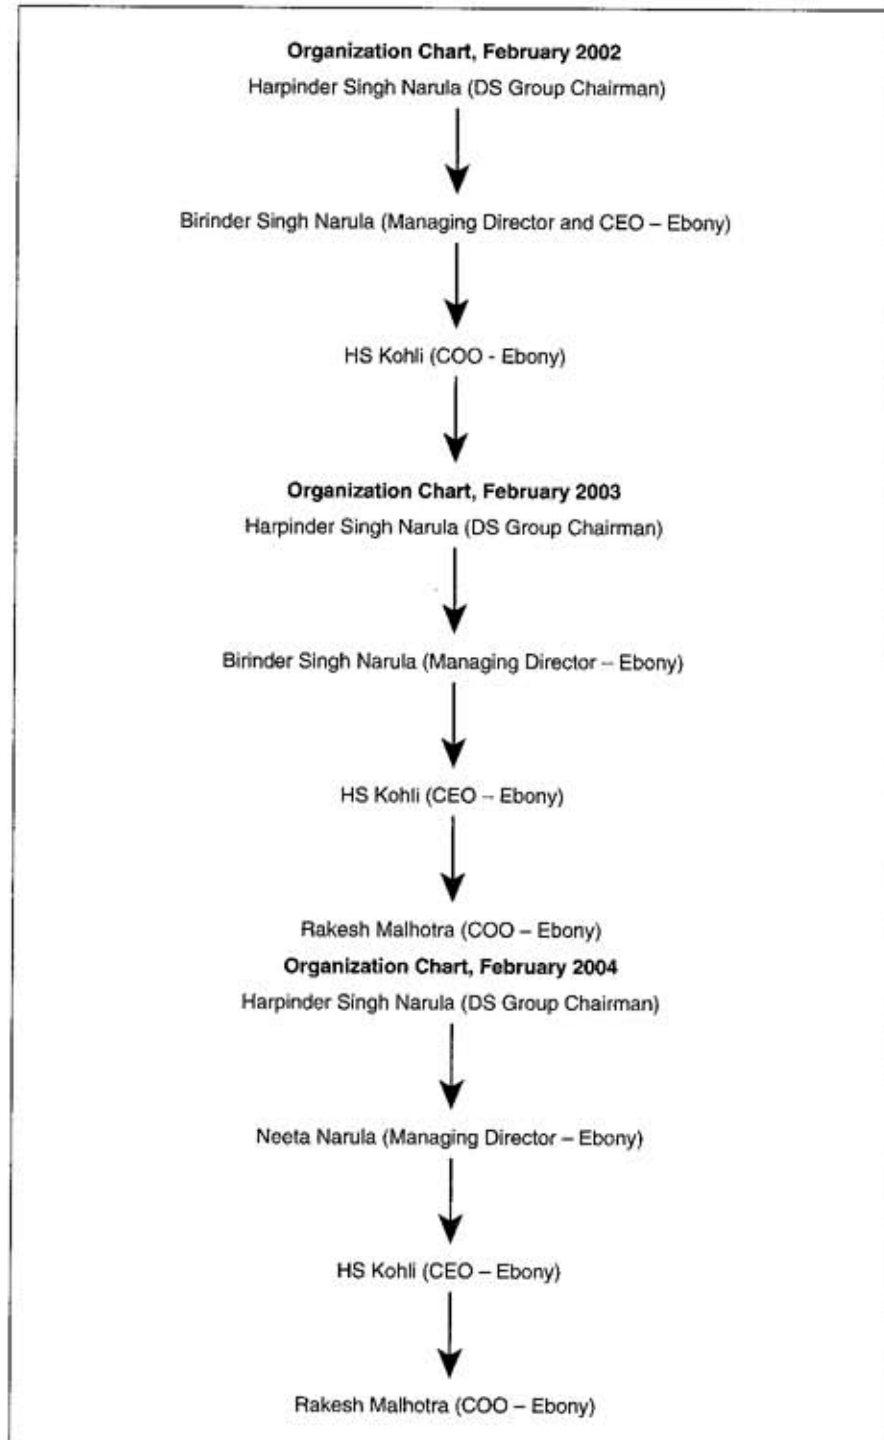 Organization Chart, February 2002
Harpinder Singh Narula (DS Group Chairman)
Birinder Singh Narula (Managing Director and CEO – Ebony)
HS Kohli (COO - Ebony)
Organization Chart, February 2003
Harpinder Singh Narula (DS Group Chairman)
Birinder Singh Narula (Managing Director – Ebony)
HS Kohli (CEO – Ebony)
Rakesh Malhotra (COO – Ebony)
Organization Chart, February 2004
Harpinder Singh Narula (DS Group Chairman)
Neeta Narula (Managing Director – Ebony)
HS Kohli (CEO – Ebony)
Rakesh Malhotra (COO – Ebony)